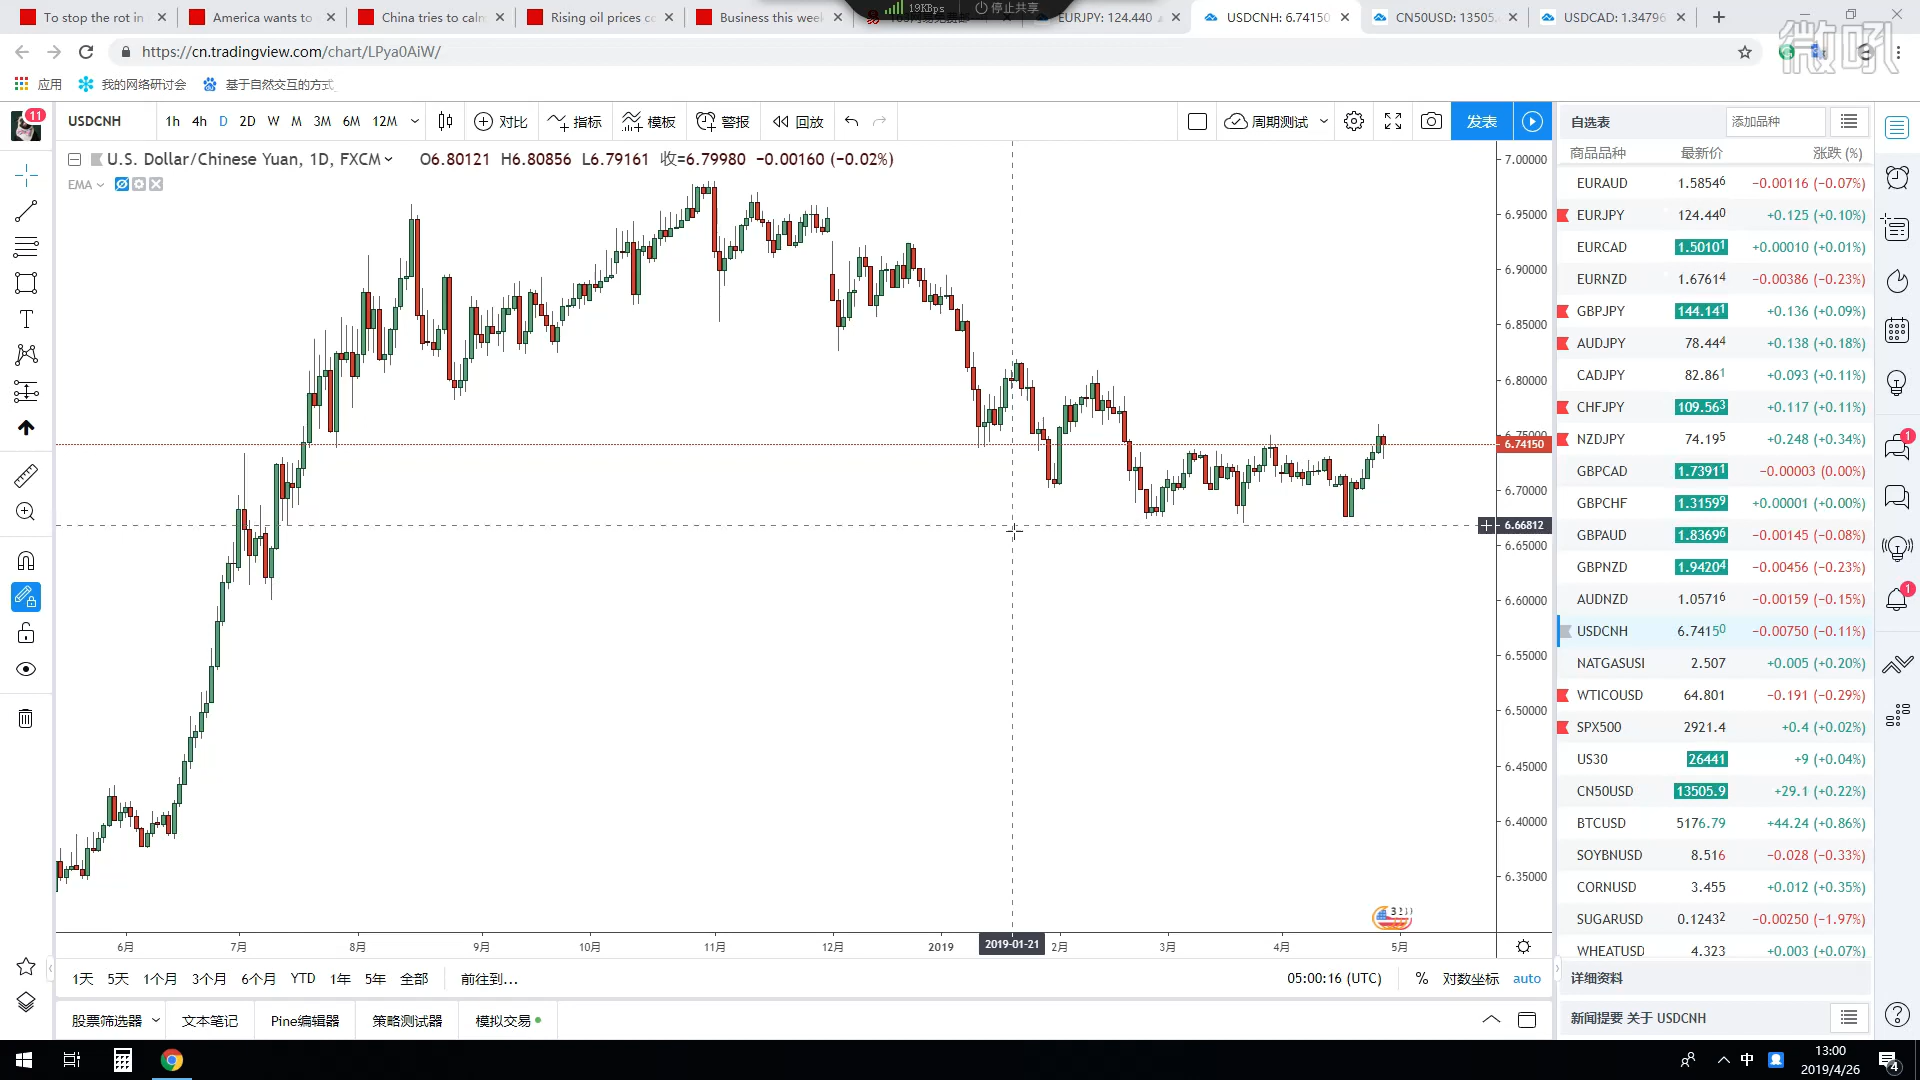 To stop the rot in
America wants to
China tries to calm
Rising oil prices co
Business this week
19KBps
停止共享
EURJPY: 124.440
USDCNH: 6.74150
CN50USD: 13505.
USDCAD: 1.34796
https://cn.tradingview.com/chart/LPya0AiW/
微吼
应用
我的网络研讨会
基于自然交互的方式
11
USDCNH
1h 4h D 2D W M 3M 6M 12M
对比
指标
模板
警报
回放
周期测试
发表
U.S. Dollar/Chinese Yuan, 1D, FXCM
O6.80121 H6.80856 L6.79161 收=6.79980 −0.00160 (−0.02%)
EMA
7.00000
6.95000
6.90000
6.85000
6.80000
6.75000
6.74150
6.70000
6.66812
6.65000
6.60000
6.55000
6.50000
6.45000
6.40000
6.35000
6月 7月 8月 9月 10月 11月 12月 2019 2019-01-21 2月 3月 4月 5月
1天 5天 1个月 3个月 6个月 YTD 1年 5年 全部 前往到...
05:00:16 (UTC) % 对数坐标 auto
股票筛选器 文本笔记 Pine编辑器 策略测试器 模拟交易
自选表
添加品种
商品品种 最新价 涨跌 (%)
EURAUD 1.58546 −0.00116 (−0.07%)
EURJPY 124.440 +0.125 (+0.10%)
EURCAD 1.50101 +0.00010 (+0.01%)
EURNZD 1.67614 −0.00386 (−0.23%)
GBPJPY 144.141 +0.136 (+0.09%)
AUDJPY 78.444 +0.138 (+0.18%)
CADJPY 82.861 +0.093 (+0.11%)
CHFJPY 109.563 +0.117 (+0.11%)
NZDJPY 74.195 +0.248 (+0.34%)
GBPCAD 1.73911 −0.00003 (0.00%)
GBPCHF 1.31599 +0.00001 (+0.00%)
GBPAUD 1.83696 −0.00145 (−0.08%)
GBPNZD 1.94204 −0.00456 (−0.23%)
AUDNZD 1.05716 −0.00159 (−0.15%)
USDCNH 6.74150 −0.00750 (−0.11%)
NATGASUSI 2.507 +0.005 (+0.20%)
WTICOUSD 64.801 −0.191 (−0.29%)
SPX500 2921.4 +0.4 (+0.02%)
US30 26441 +9 (+0.04%)
CN50USD 13505.9 +29.1 (+0.22%)
BTCUSD 5176.79 +44.24 (+0.86%)
SOYBNUSD 8.516 −0.028 (−0.33%)
CORNUSD 3.455 +0.012 (+0.35%)
SUGARUSD 0.12432 −0.00250 (−1.97%)
WHEATUSD 4.323 +0.003 (+0.07%)
详细资料
新闻提要 关于 USDCNH
1
1
中
13:00
2019/4/26
4